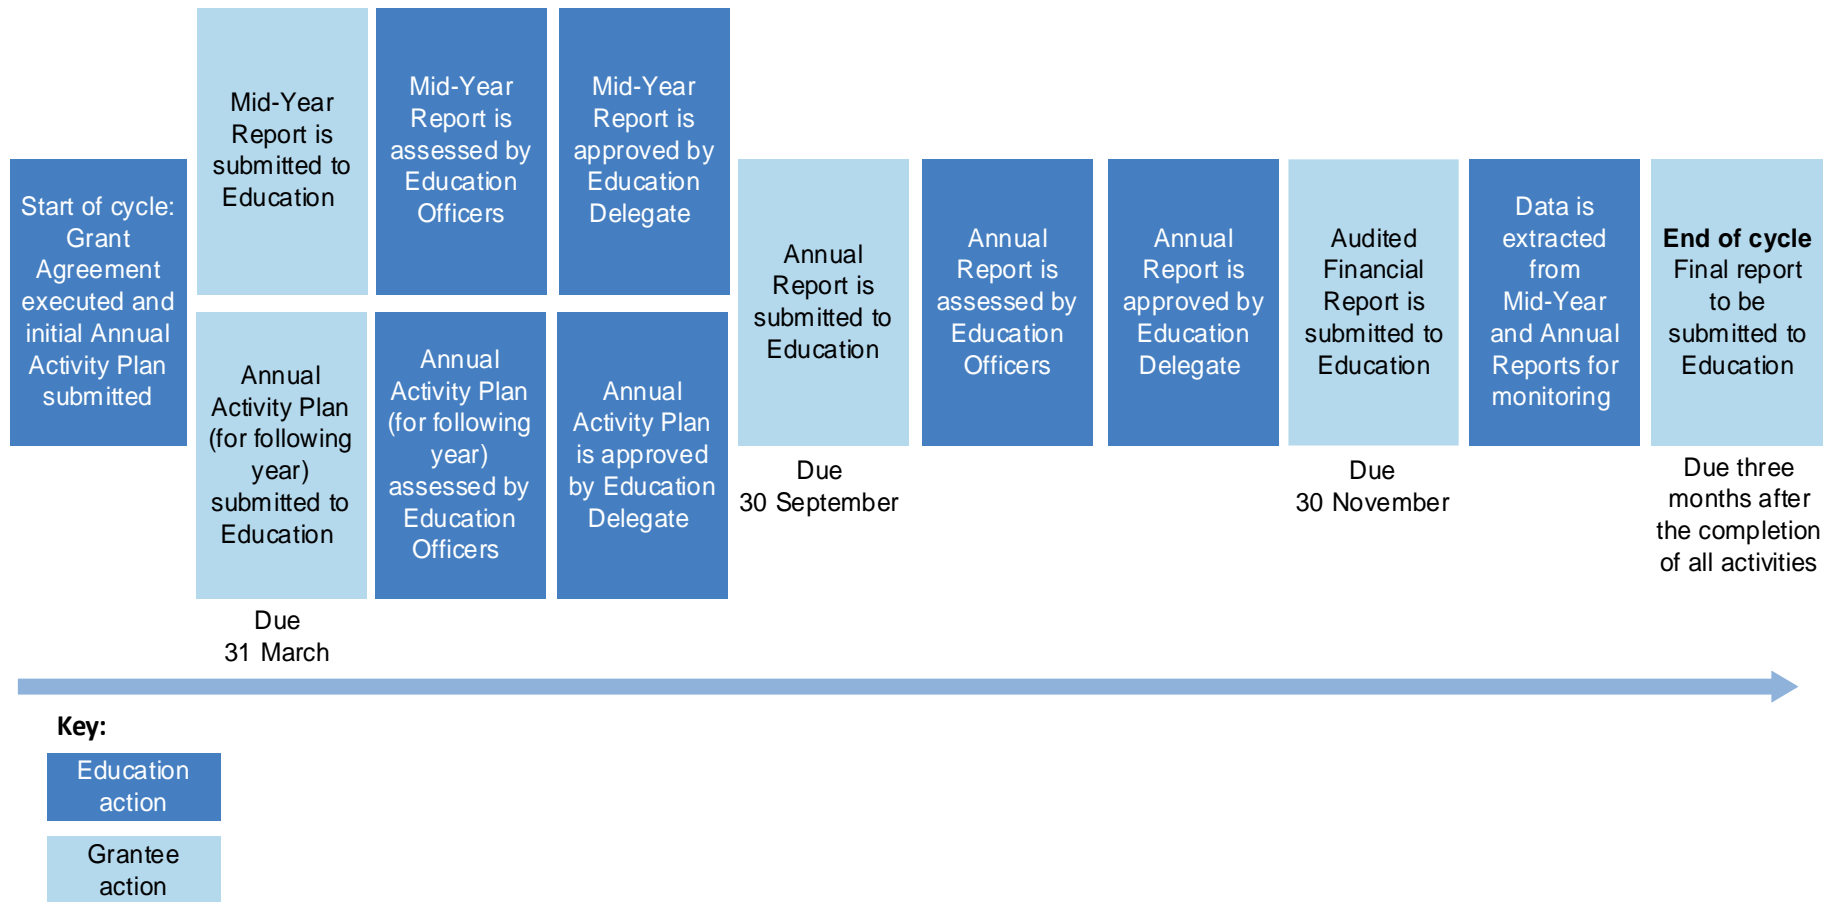 Start of cycle:
Grant
Agreement
executed and
initial Annual
Activity Plan
submitted
Mid-Year
Report is
submitted to
Education
Annual
Activity Plan
(for following
year)
submitted to
Education
Due
31 March
Mid-Year
Report is
assessed by
Education
Officers
Annual
Activity Plan
(for following
year)
assessed by
Education
Officers
Mid-Year
Report is
approved by
Education
Delegate
Annual
Activity Plan
is approved
by Education
Delegate
Annual
Report is
submitted to
Education
Due
30 September
Annual
Report is
assessed by
Education
Officers
Annual
Report is
approved by
Education
Delegate
Audited
Financial
Report is
submitted to
Education
Due
30 November
Data is
extracted
from
Mid-Year
and Annual
Reports for
monitoring
End of cycle
Final report
to be
submitted to
Education
Due three
months after
the completion
of all activities
Key:
Education
action
Grantee
action